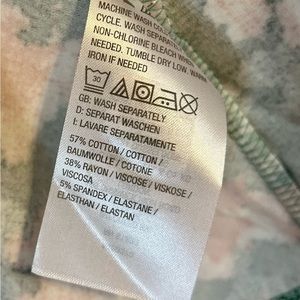 MACHINE WASH COLD
CYCLE. WASH SEPARATELY
NON-CHLORINE BLEACH WHEN
NEEDED. TUMBLE DRY LOW. WARM
IRON IF NEEDED
30
GB: WASH SEPARATELY
D: SEPARAT WASCHEN
I: LAVARE SEPARATAMENTE
57% COTTON / COTTON /
BAUMWOLLE / COTONE
38% RAYON / VISCOSE / VISKOSE /
VISCOSA
5% SPANDEX / ELASTANE /
ELASTHAN / ELASTAN